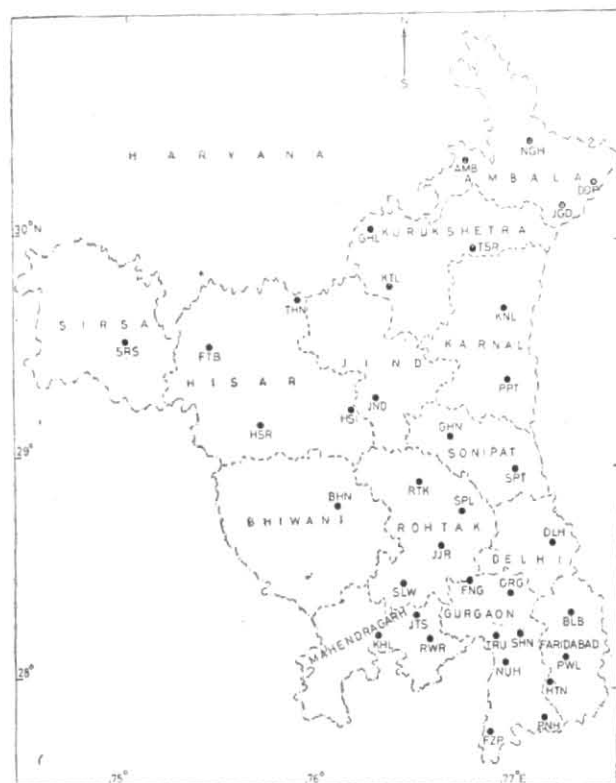 N
S
HARYANA
NGH
AMB
AMBALA
DDP
JGD
30°N
GHL
KURUKSHETRA
TSR
KTL
THN
KNL
SIRSA
SRS
FTB
JIND
KARNAL
HISAR
PPT
JND
HS
HSR
GHN
SONIPAT
29°
SPT
RTK
BHN
SPL
BHIWANI
ROHTAK
DLH
JJR
DELHI
SLW
FNG
GRG
MAHENDRAGARH
JTS
GURGAON
BLB
KHL
RWR
TRU
SHN
FARIDABAD
NUH
PWL
28°
HTN
PNH
FZP
75°
76°
77°E